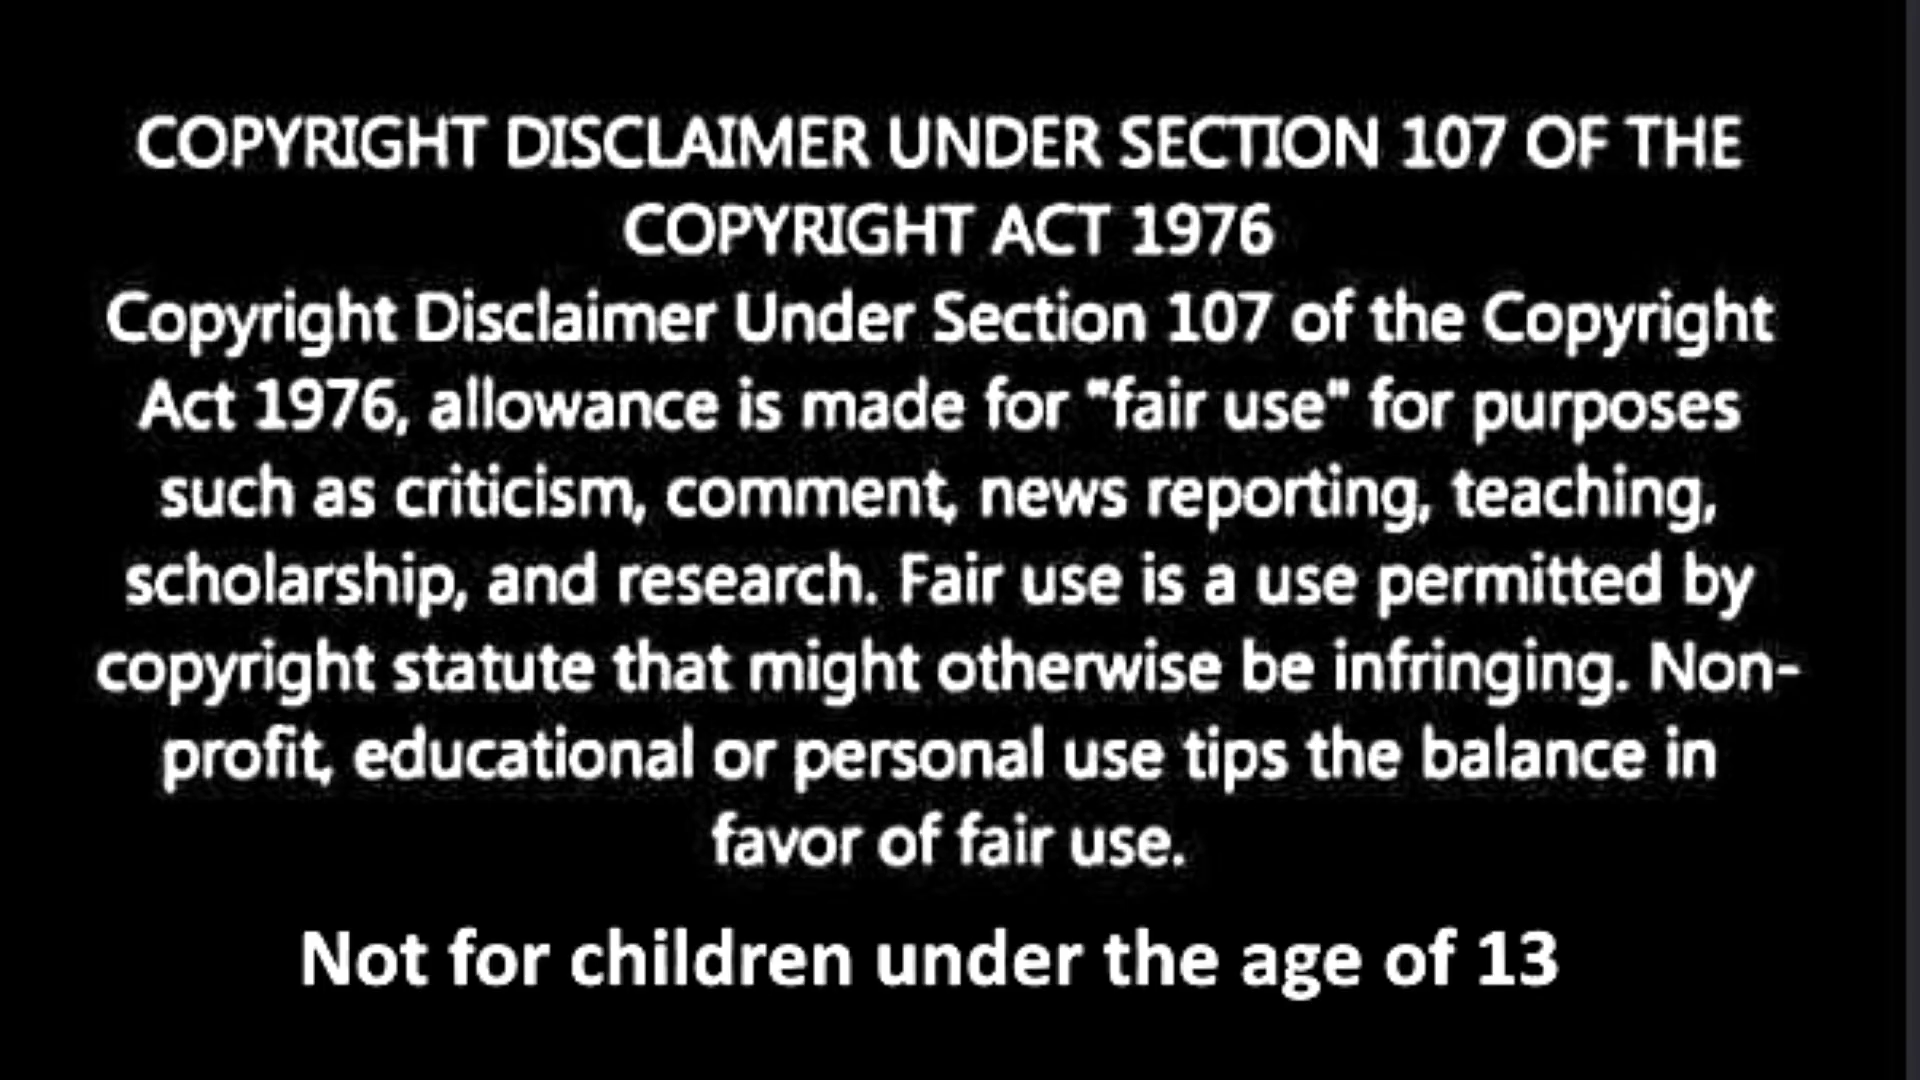 COPYRIGHT DISCLAIMER UNDER SECTION 107 OF THE
COPYRIGHT ACT 1976
Copyright Disclaimer Under Section 107 of the Copyright
Act 1976, allowance is made for "fair use" for purposes
such as criticism, comment, news reporting, teaching,
scholarship, and research. Fair use is a use permitted by
copyright statute that might otherwise be infringing. Non-
profit, educational or personal use tips the balance in
favor of fair use.
Not for children under the age of 13